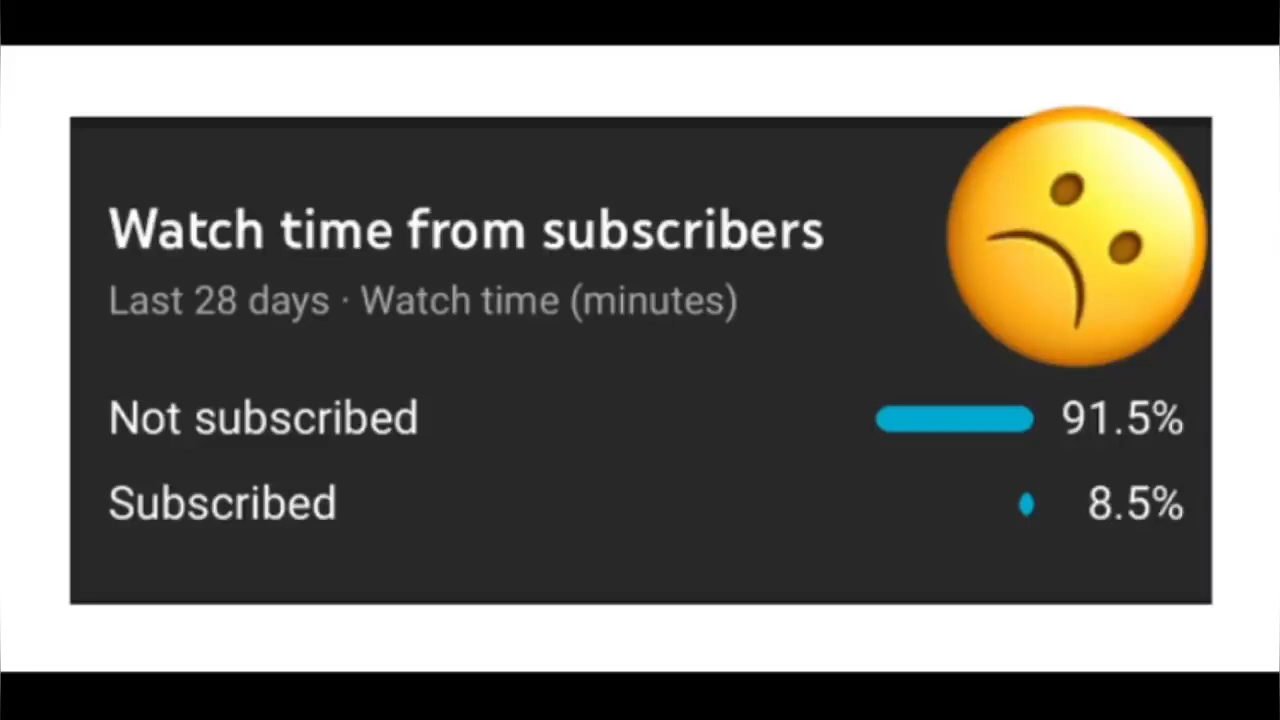 Watch time from subscribers
Last 28 days · Watch time (minutes)
Not subscribed 91.5%
Subscribed 8.5%